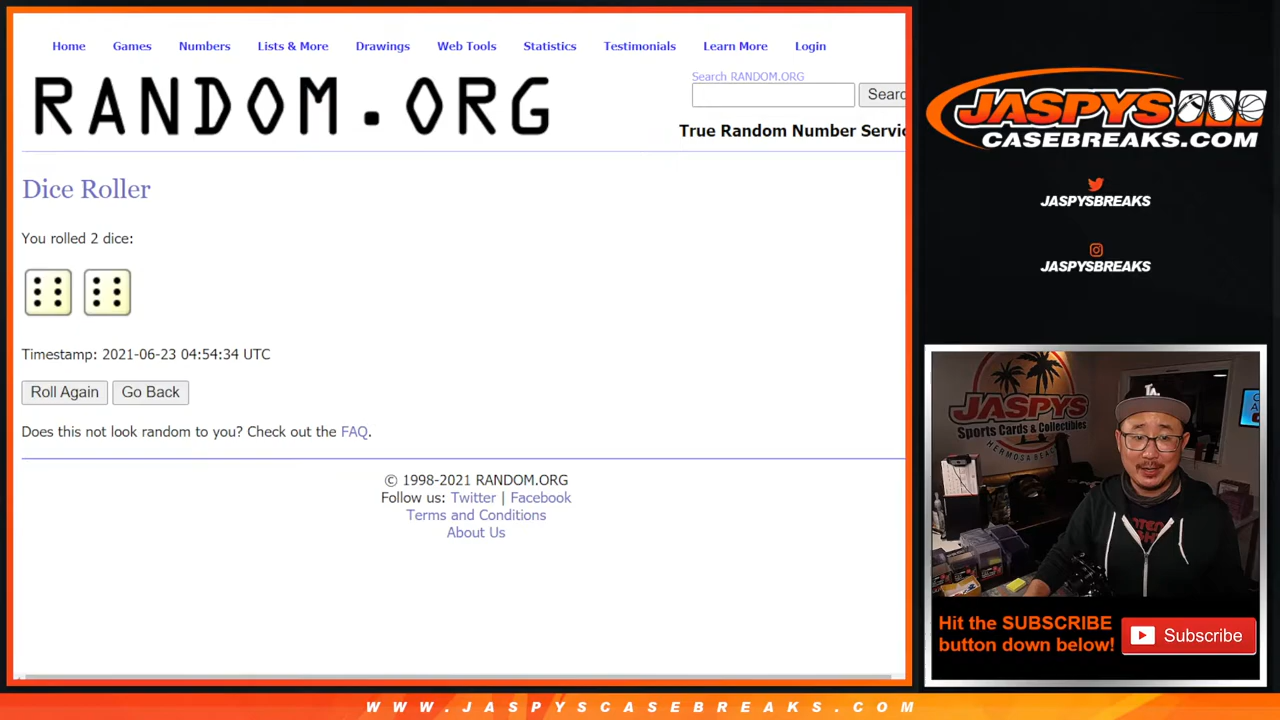 Home Games Numbers Lists & More Drawings Web Tools Statistics Testimonials Learn More Login
Search RANDOM.ORG
RANDOM.ORG
Searc
True Random Number Servic
Dice Roller
You rolled 2 dice:
Timestamp: 2021-06-23 04:54:34 UTC
Roll Again Go Back
Does this not look random to you? Check out the FAQ.
© 1998-2021 RANDOM.ORG
Follow us: Twitter | Facebook
Terms and Conditions
About Us
JASPYS
CASEBREAKS.COM
JASPYSBREAKS
JASPYSBREAKS
JASPYS
Sports Cards & Collectibles
HERMOSA BEACH
LA
Hit the SUBSCRIBE
button down below!
Subscribe
WWW.JASPYSCASEBREAKS.COM